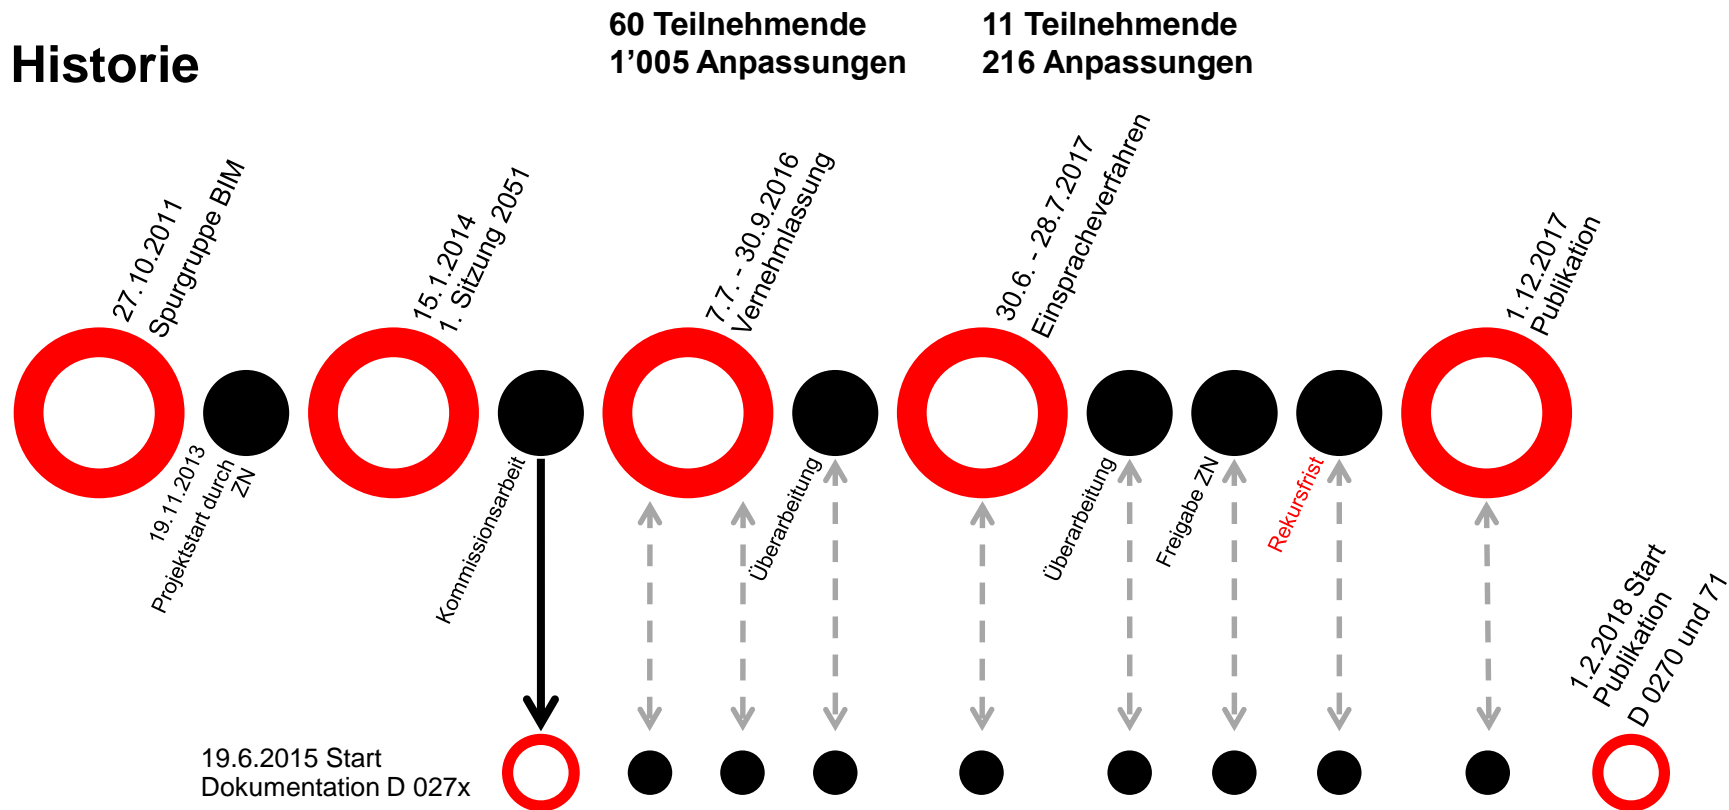 Historie
60 Teilnehmende
1’005 Anpassungen
11 Teilnehmende
216 Anpassungen
27.10.2011
Spurgruppe BIM
19.11.2013
Projektstart durch
ZN
15.1.2014
1. Sitzung 2051
Kommissionsarbeit
7.7. - 30.9.2016
Vernehmlassung
Überarbeitung
30.6. - 28.7.2017
Einspracheverfahren
Überarbeitung
Freigabe ZN
Rekursfrist
1.12.2017
Publikation
19.6.2015 Start
Dokumentation D 027x
1.2.2018 Start
Publikation
D 0270 und 71